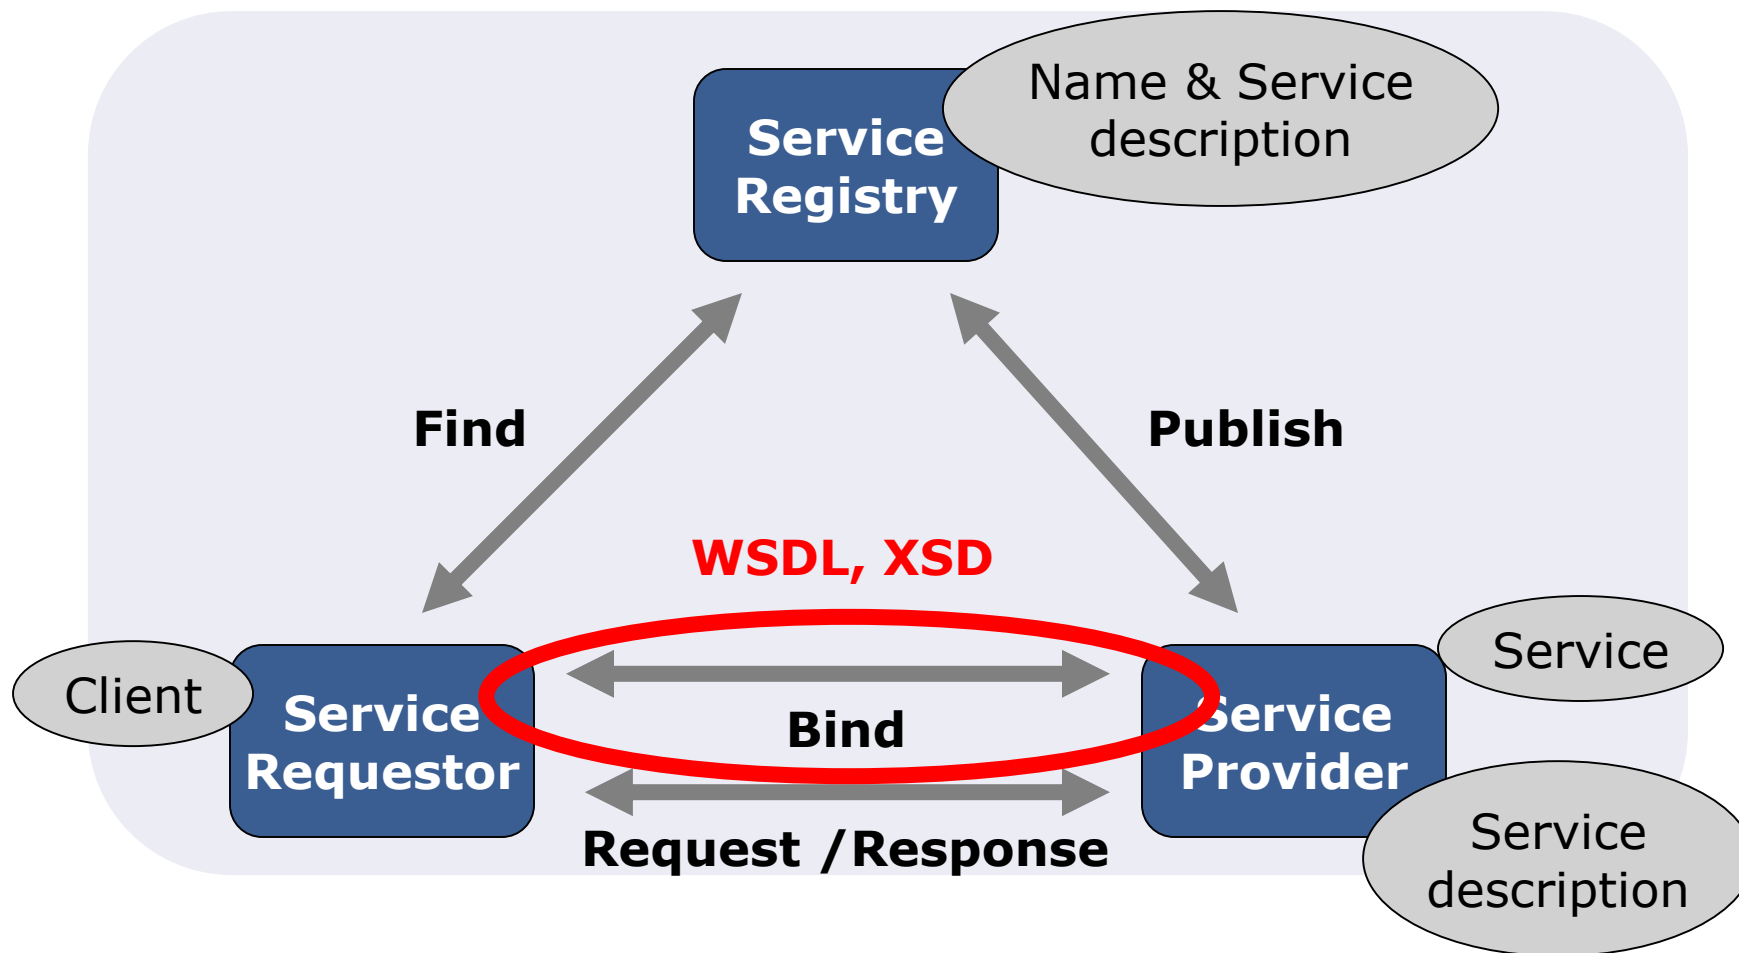 Name & Service
description
Service
Registry
Find
Publish
WSDL, XSD
Client
Service
Requestor
Bind
Service
Provider
Service
Request /Response
Service
description